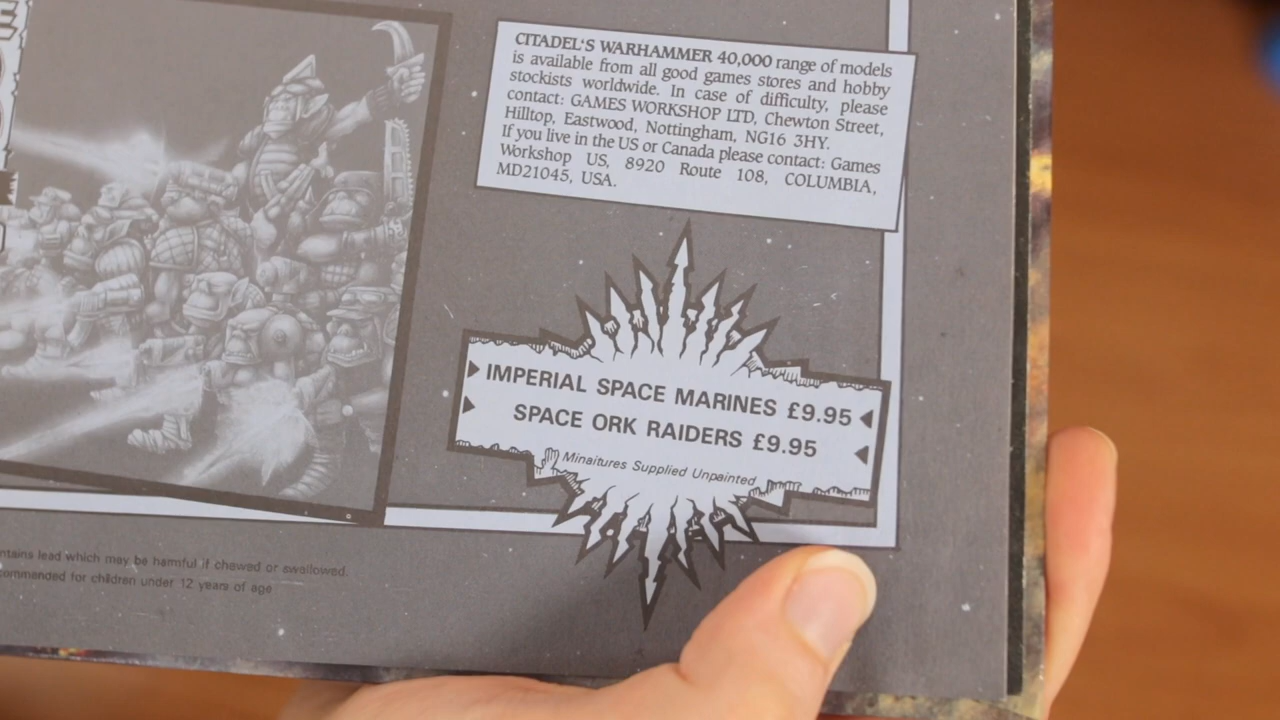 CITADEL'S WARHAMMER 40,000 range of models
is available from all good games stores and hobby
stockists worldwide. In case of difficulty, please
contact: GAMES WORKSHOP LTD, Chewton Street,
Hilltop, Eastwood, Nottingham, NG16 3HY.
If you live in the US or Canada please contact: Games
Workshop US, 8920 Route 108, COLUMBIA,
MD21045, USA.
IMPERIAL SPACE MARINES £9.95
SPACE ORK RAIDERS £9.95
Minaitures Supplied Unpainted
ntains lead which may be harmful if chewed or swallowed.
commended for children under 12 years of age